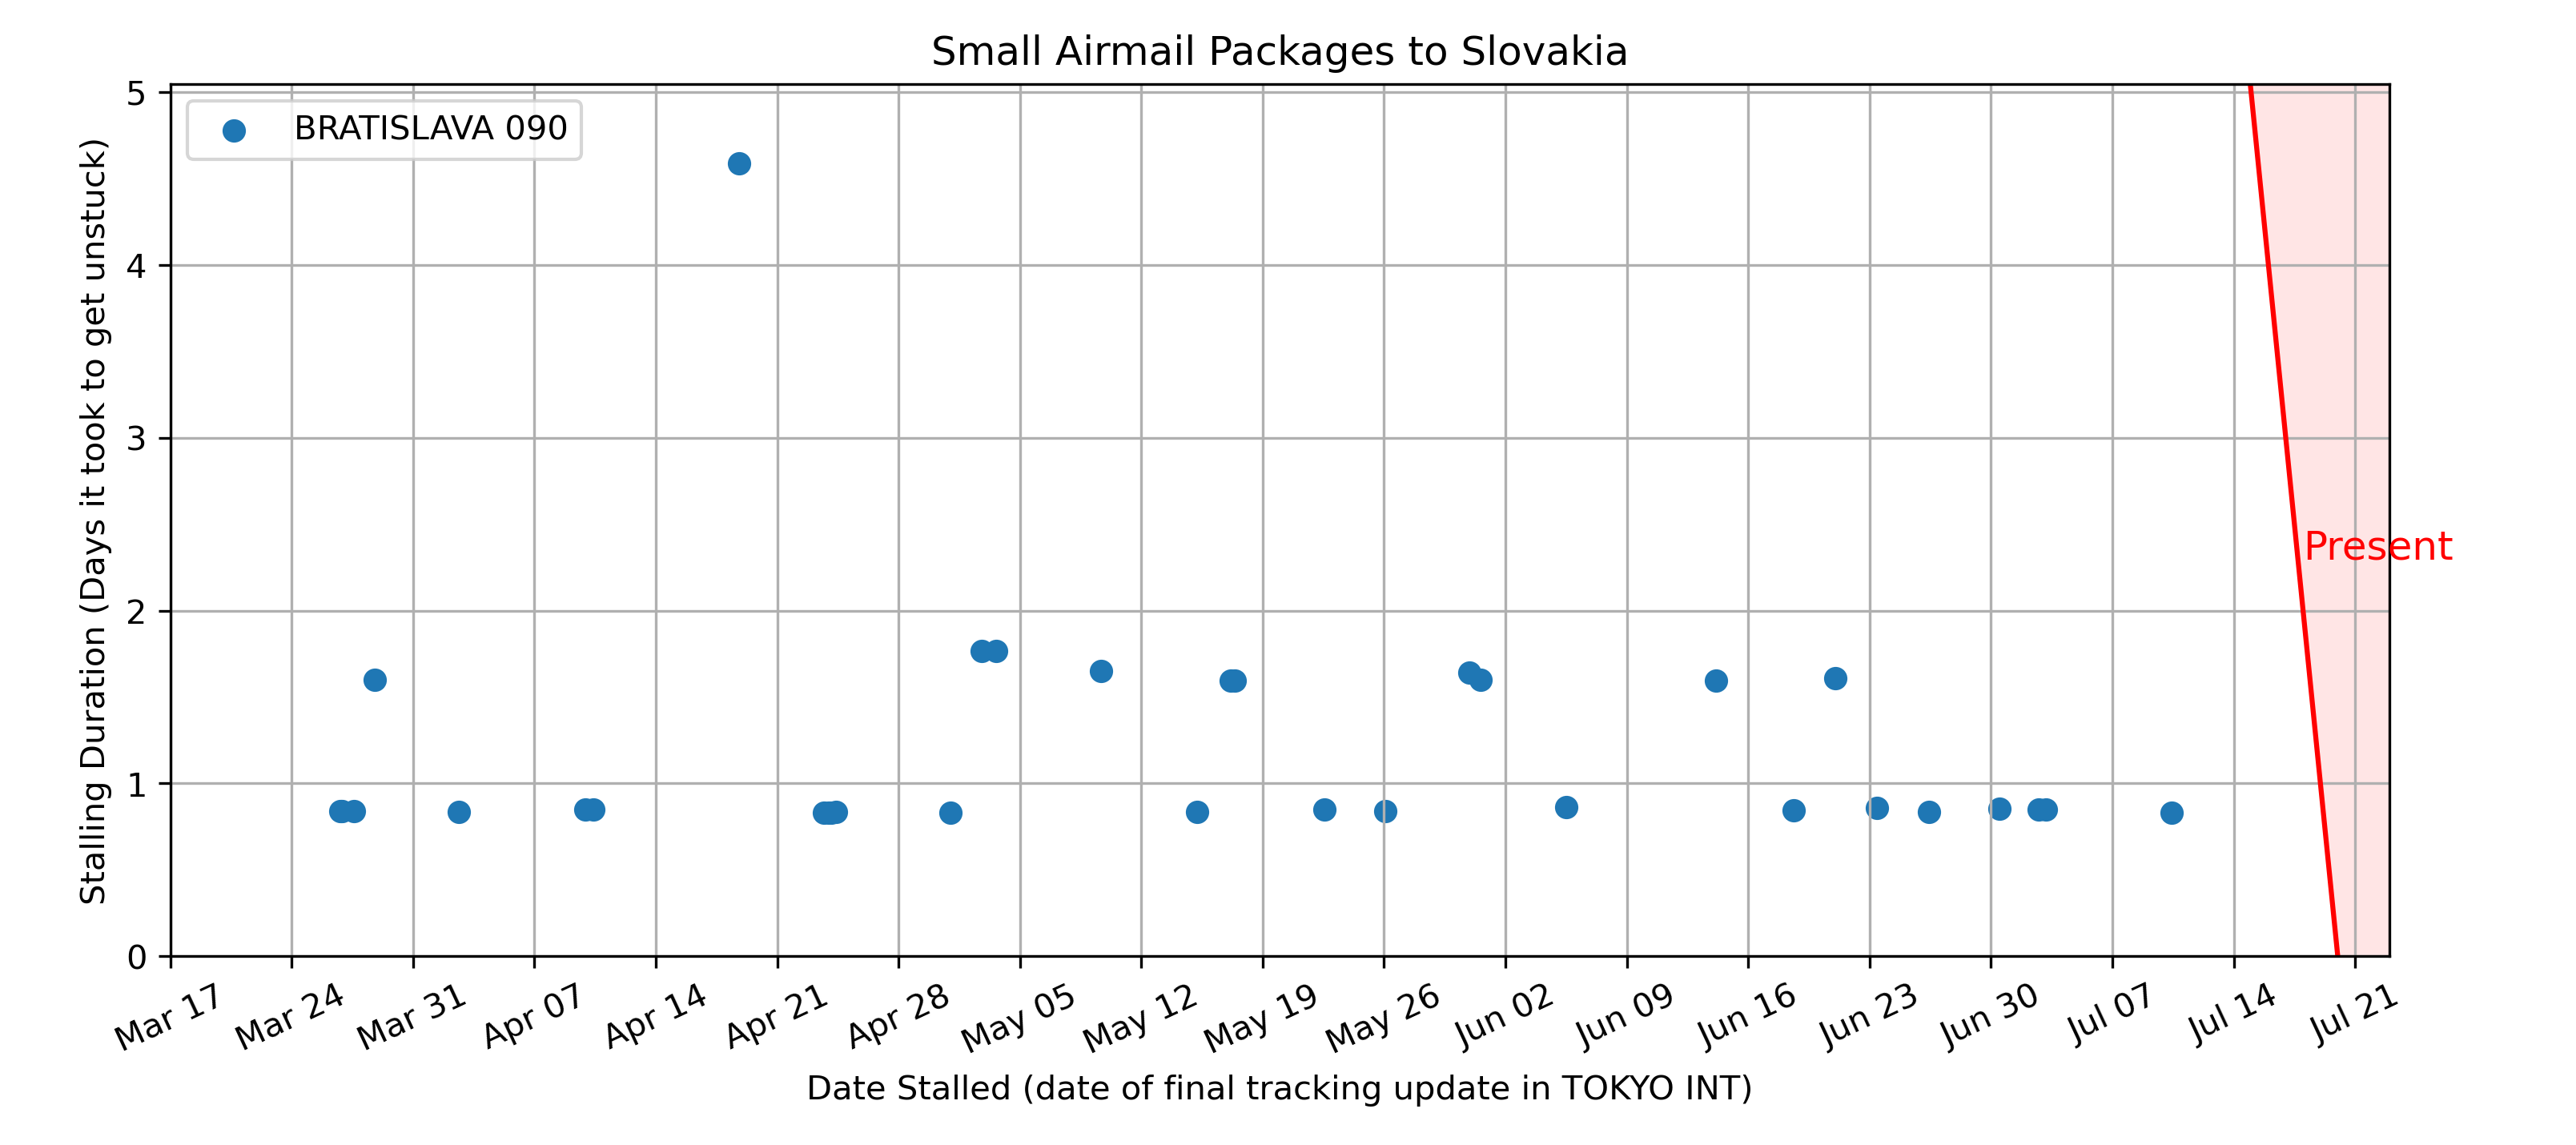 Small Airmail Packages to Slovakia
BRATISLAVA 090
Stalling Duration (Days it took to get unstuck)
5
4
3
2
1
0
Present
Mar 17
Mar 24
Mar 31
Apr 07
Apr 14
Apr 21
Apr 28
May 05
May 12
May 19
May 26
Jun 02
Jun 09
Jun 16
Jun 23
Jun 30
Jul 07
Jul 14
Jul 21
Date Stalled (date of final tracking update in TOKYO INT)